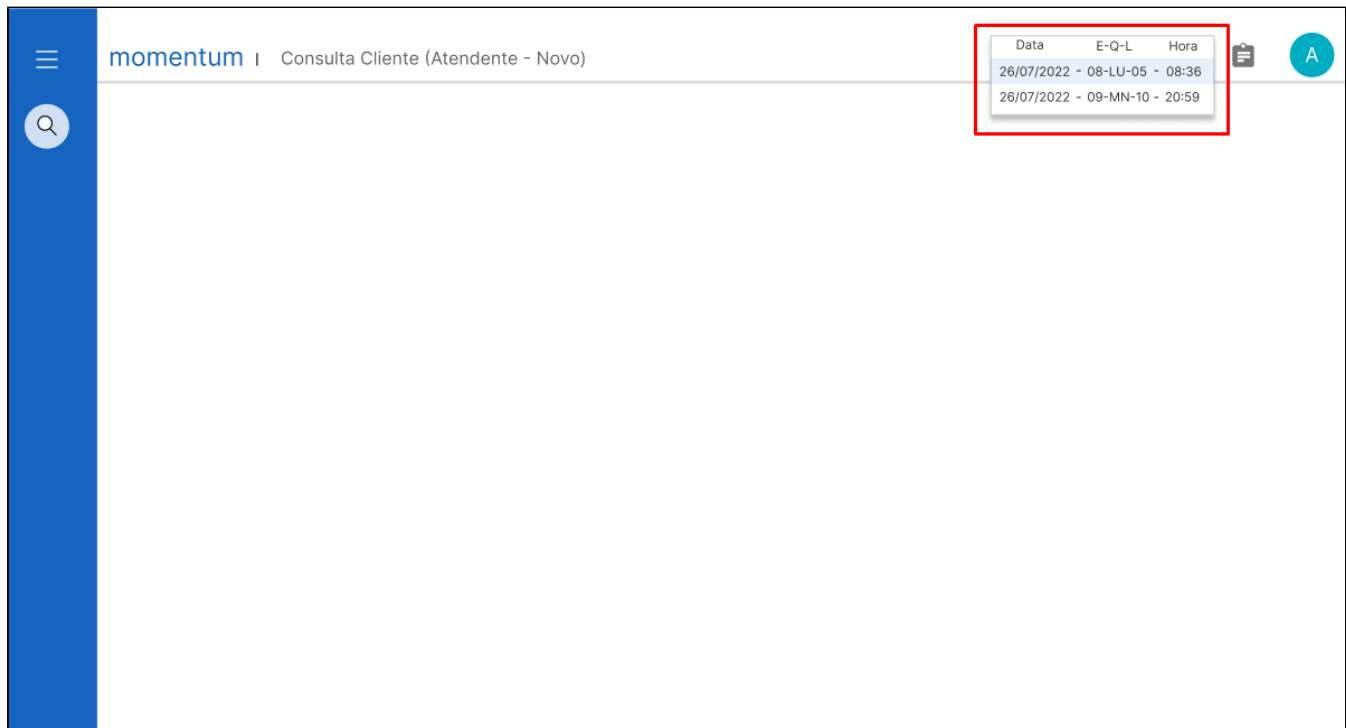 momentum | Consulta Cliente (Atendente - Novo)
Data E-Q-L Hora
26/07/2022 - 08-LU-05 - 08:36
26/07/2022 - 09-MN-10 - 20:59
A